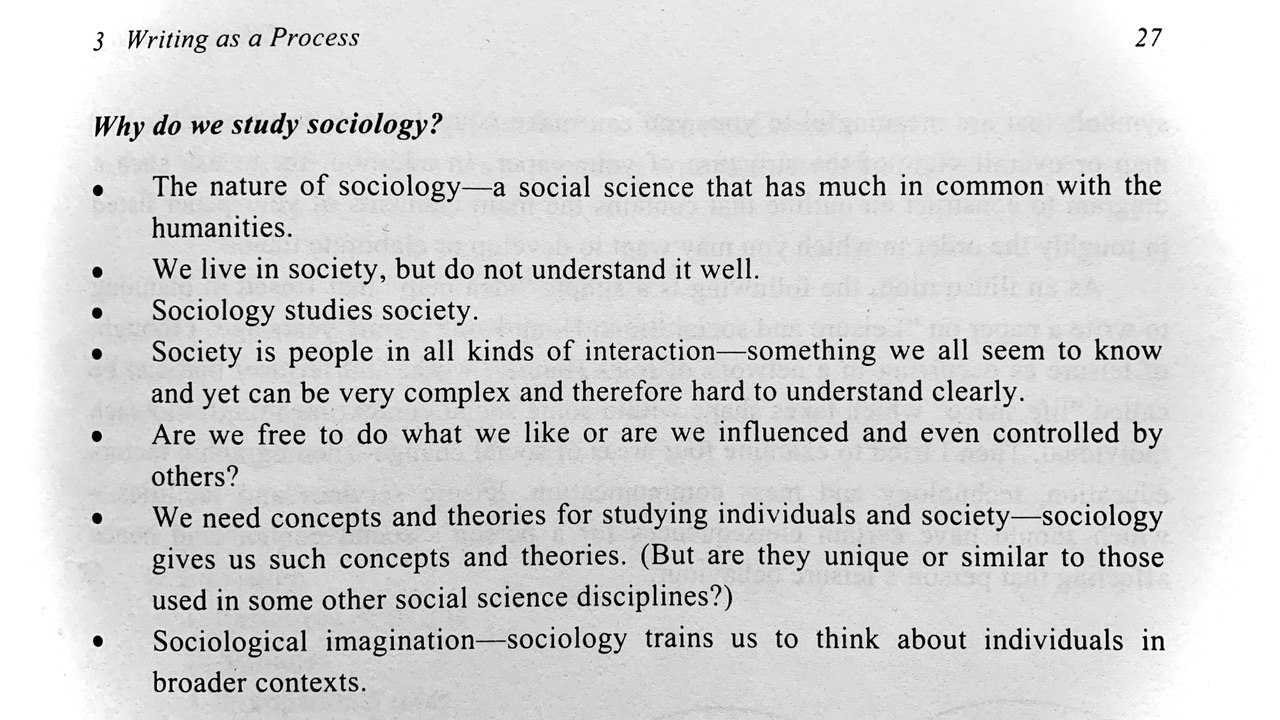 3 Writing as a Process 27
Why do we study sociology?
• The nature of sociology—a social science that has much in common with the
humanities.
• We live in society, but do not understand it well.
• Sociology studies society.
• Society is people in all kinds of interaction—something we all seem to know
and yet can be very complex and therefore hard to understand clearly.
• Are we free to do what we like or are we influenced and even controlled by
others?
• We need concepts and theories for studying individuals and society—sociology
gives us such concepts and theories. (But are they unique or similar to those
used in some other social science disciplines?)
• Sociological imagination—sociology trains us to think about individuals in
broader contexts.